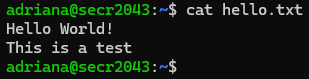 adriana@secr2043:~$ cat hello.txt
Hello World!
This is a test
adriana@secr2043:~$